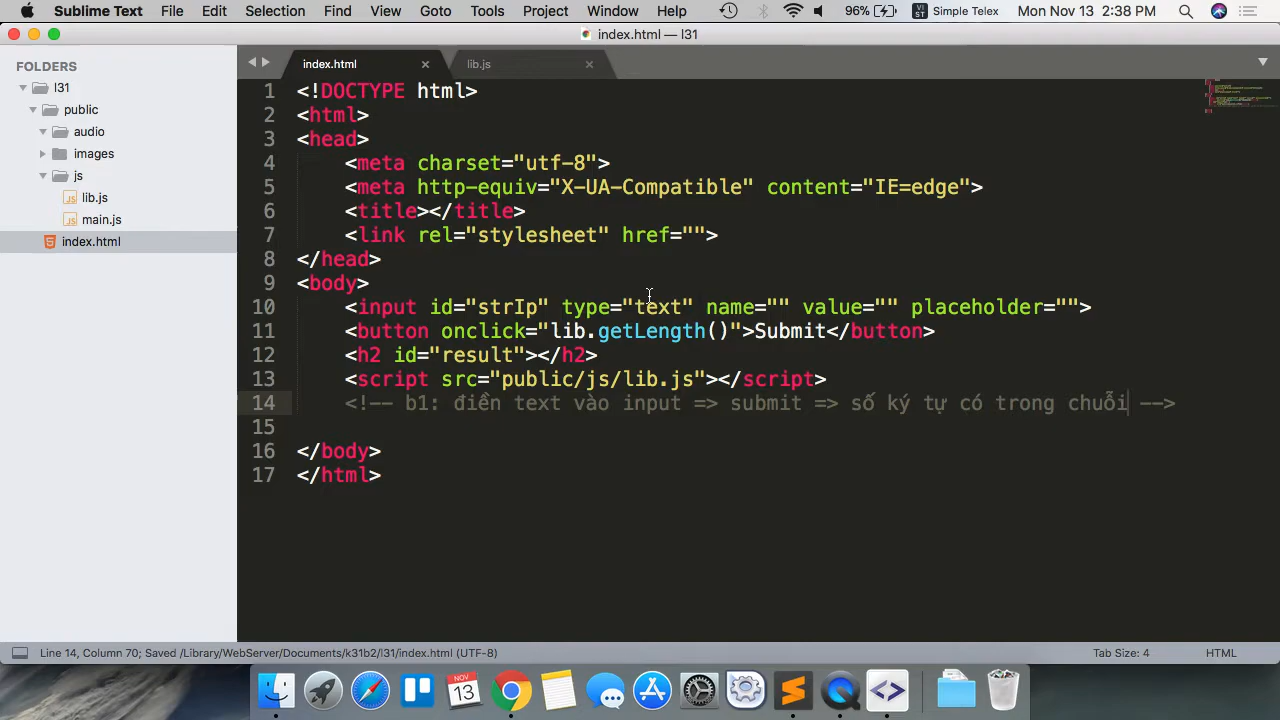 Sublime Text File Edit Selection Find View Goto Tools Project Window Help 96% VI ST Simple Telex Mon Nov 13 2:38 PM
index.html — l31
FOLDERS
l31
public
audio
images
js
lib.js
main.js
index.html
index.html lib.js
1 <!DOCTYPE html>
2 <html>
3 <head>
4 <meta charset="utf-8">
5 <meta http-equiv="X-UA-Compatible" content="IE=edge">
6 <title></title>
7 <link rel="stylesheet" href="">
8 </head>
9 <body>
10 <input id="strIp" type="text" name="" value="" placeholder="">
11 <button onclick="lib.getLength()">Submit</button>
12 <h2 id="result"></h2>
13 <script src="public/js/lib.js"></script>
14 <!-- b1: điền text vào input => submit => số ký tự có trong chuỗi -->
15
16 </body>
17 </html>
Line 14, Column 70; Saved /Library/WebServer/Documents/k31b2/l31/index.html (UTF-8) Tab Size: 4 HTML
NOV
13